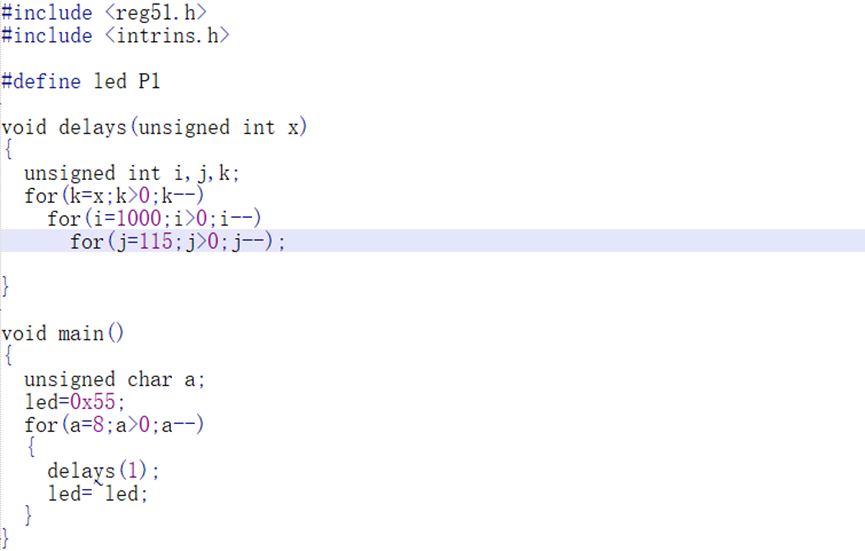 #include <reg51.h>
#include <intrins.h>
#define led P1
void delays(unsigned int x)
{
unsigned int i,j,k;
for(k=x;k>0;k--)
for(i=1000;i>0;i--)
for(j=115;j>0;j--);
}
void main()
{
unsigned char a;
led=0x55;
for(a=8;a>0;a--)
{
delays(1);
led=~led;
}
}